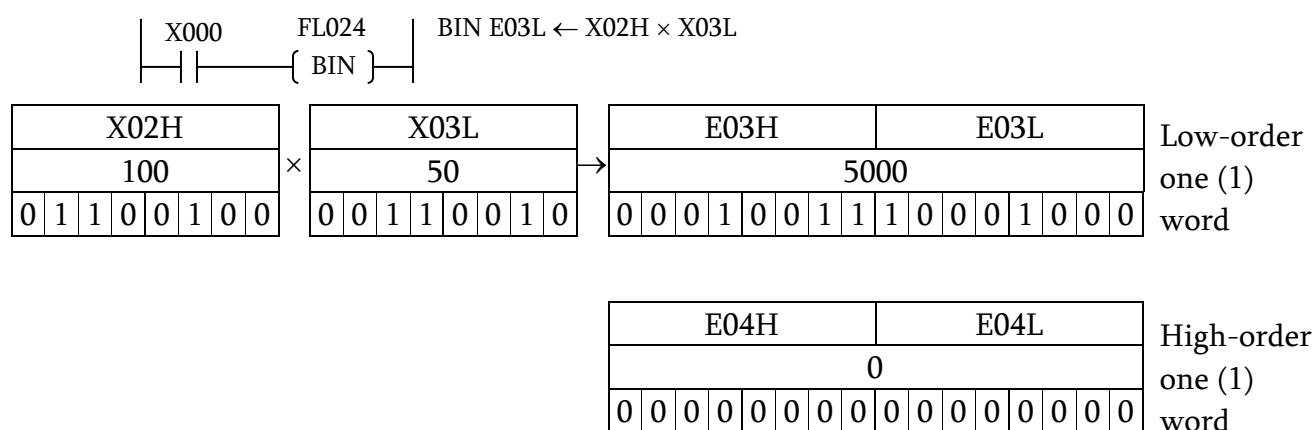 X000 FL024 BIN E03L ← X02H × X03L
BIN
X02H X03L E03H E03L Low-order
100 × 50 → 5000 one (1)
0 1 1 0 0 1 0 0 0 0 1 1 0 0 1 0 0 0 0 1 0 0 1 1 1 0 0 0 1 0 0 0 word
E04H E04L High-order
0 one (1)
0 0 0 0 0 0 0 0 0 0 0 0 0 0 0 0 word